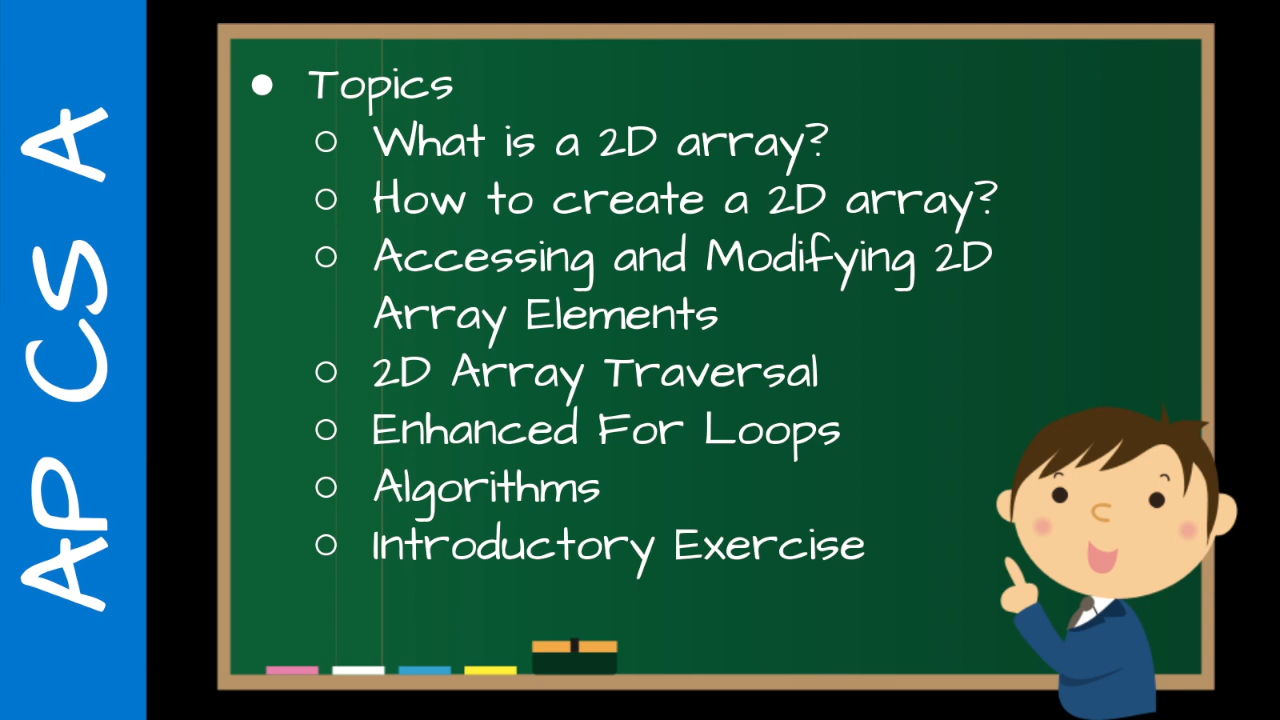 AP CS A
● Topics
○ What is a 2D array?
○ How to create a 2D array?
○ Accessing and Modifying 2D
Array Elements
○ 2D Array Traversal
○ Enhanced For Loops
○ Algorithms
○ Introductory Exercise